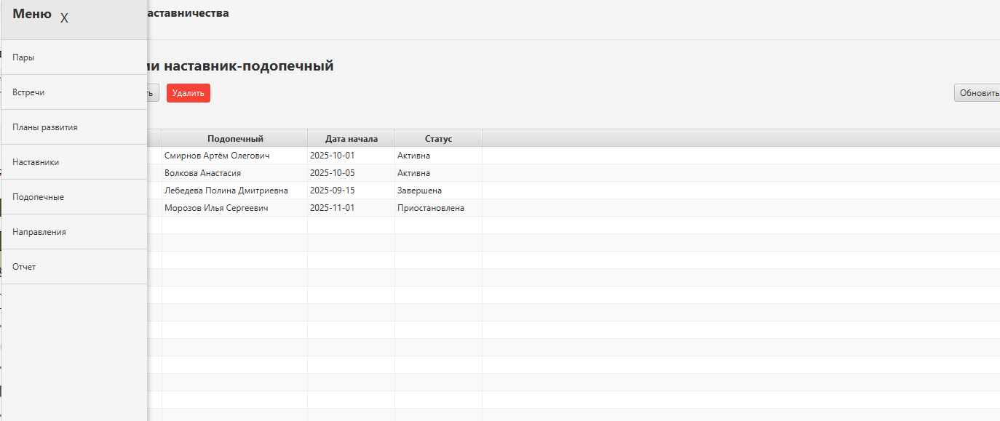 Меню X
аставничества
Пары
ии наставник-подопечный
ть Удалить Обновить
Встречи
Планы развития
Подопечный Дата начала Статус
Смирнов Артём Олегович 2025-10-01 Активна
Наставники
Волкова Анастасия 2025-10-05 Активна
Лебедева Полина Дмитриевна 2025-09-15 Завершена
Подопечные
Морозов Илья Сергеевич 2025-11-01 Приостановлена
Направления
Отчет